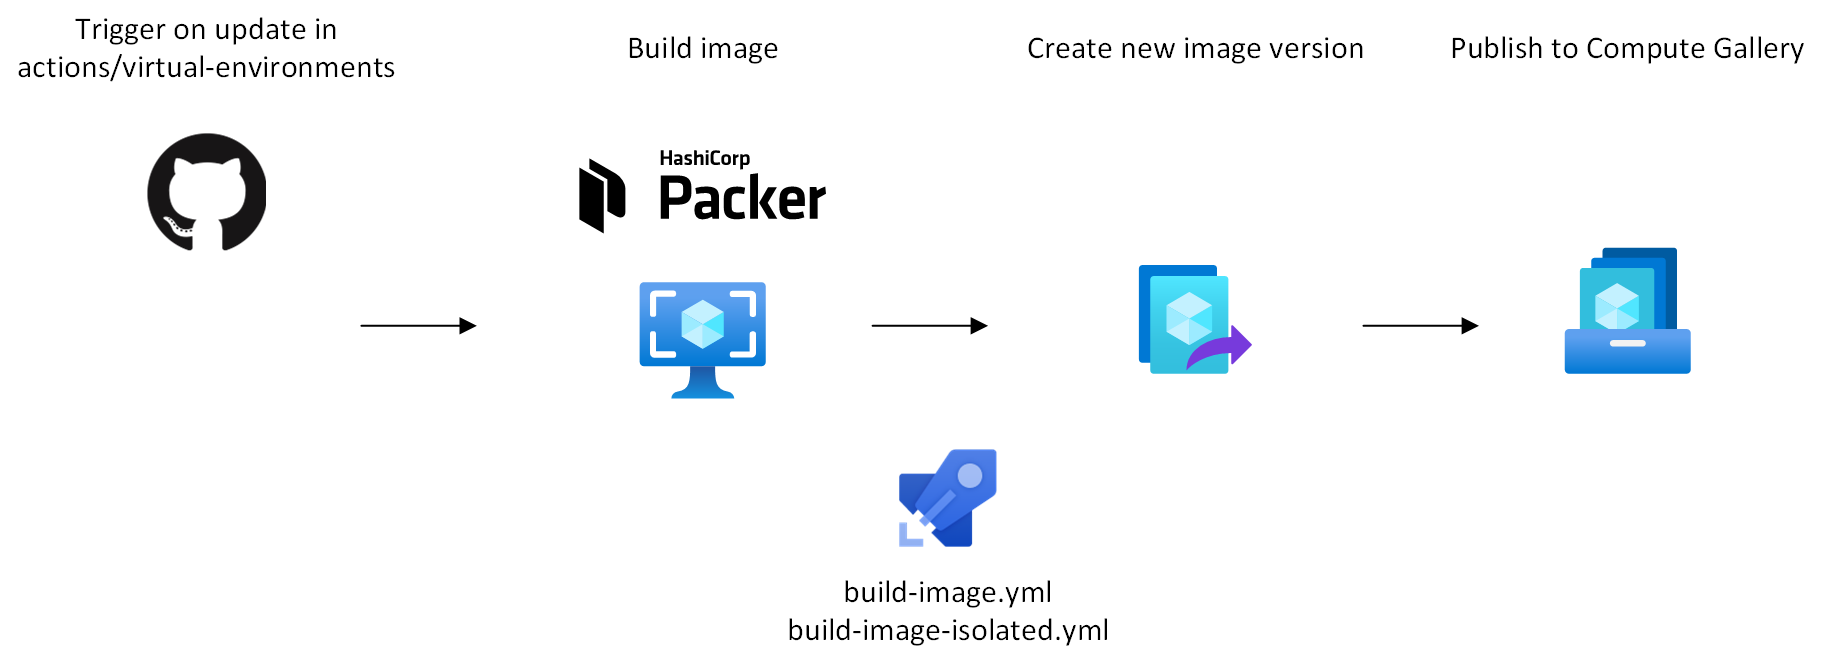 Trigger on update in
actions/virtual-environments
Build image
Create new image version
Publish to Compute Gallery
HashiCorp
Packer
build-image.yml
build-image-isolated.yml